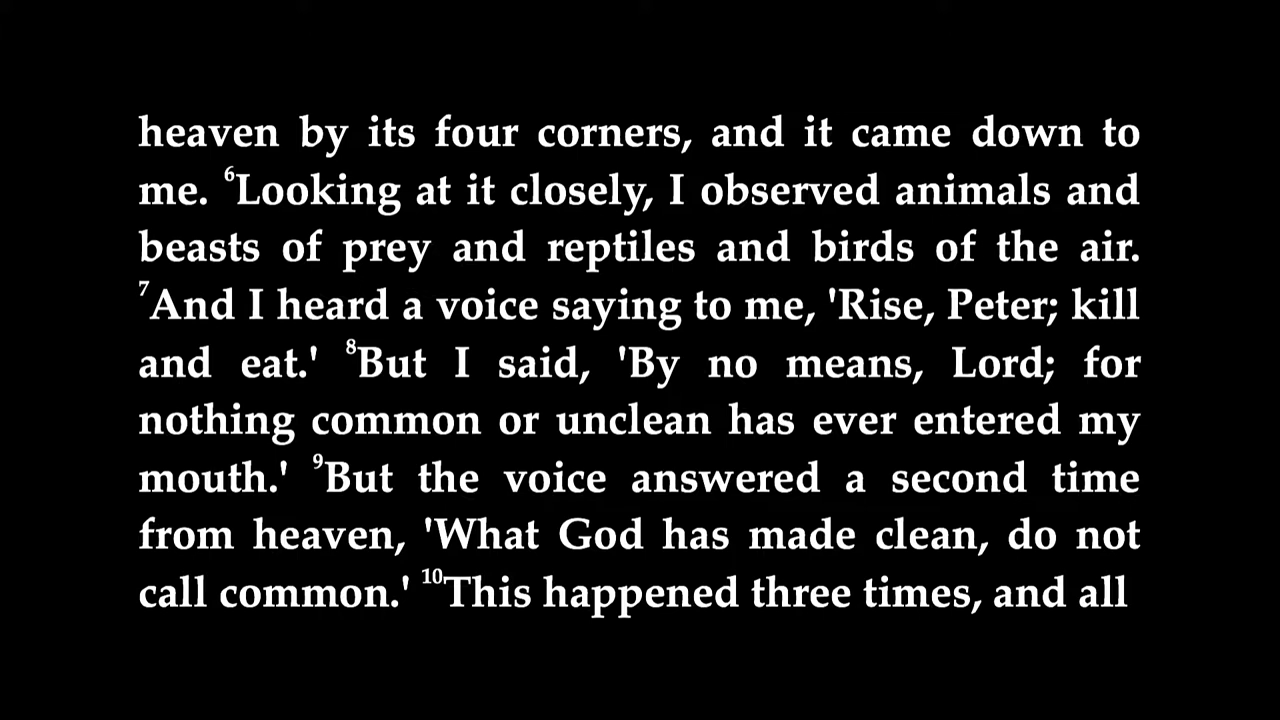 heaven by its four corners, and it came down to
me. ⁶Looking at it closely, I observed animals and
beasts of prey and reptiles and birds of the air.
⁷And I heard a voice saying to me, 'Rise, Peter; kill
and eat.' ⁸But I said, 'By no means, Lord; for
nothing common or unclean has ever entered my
mouth.' ⁹But the voice answered a second time
from heaven, 'What God has made clean, do not
call common.' ¹⁰This happened three times, and all